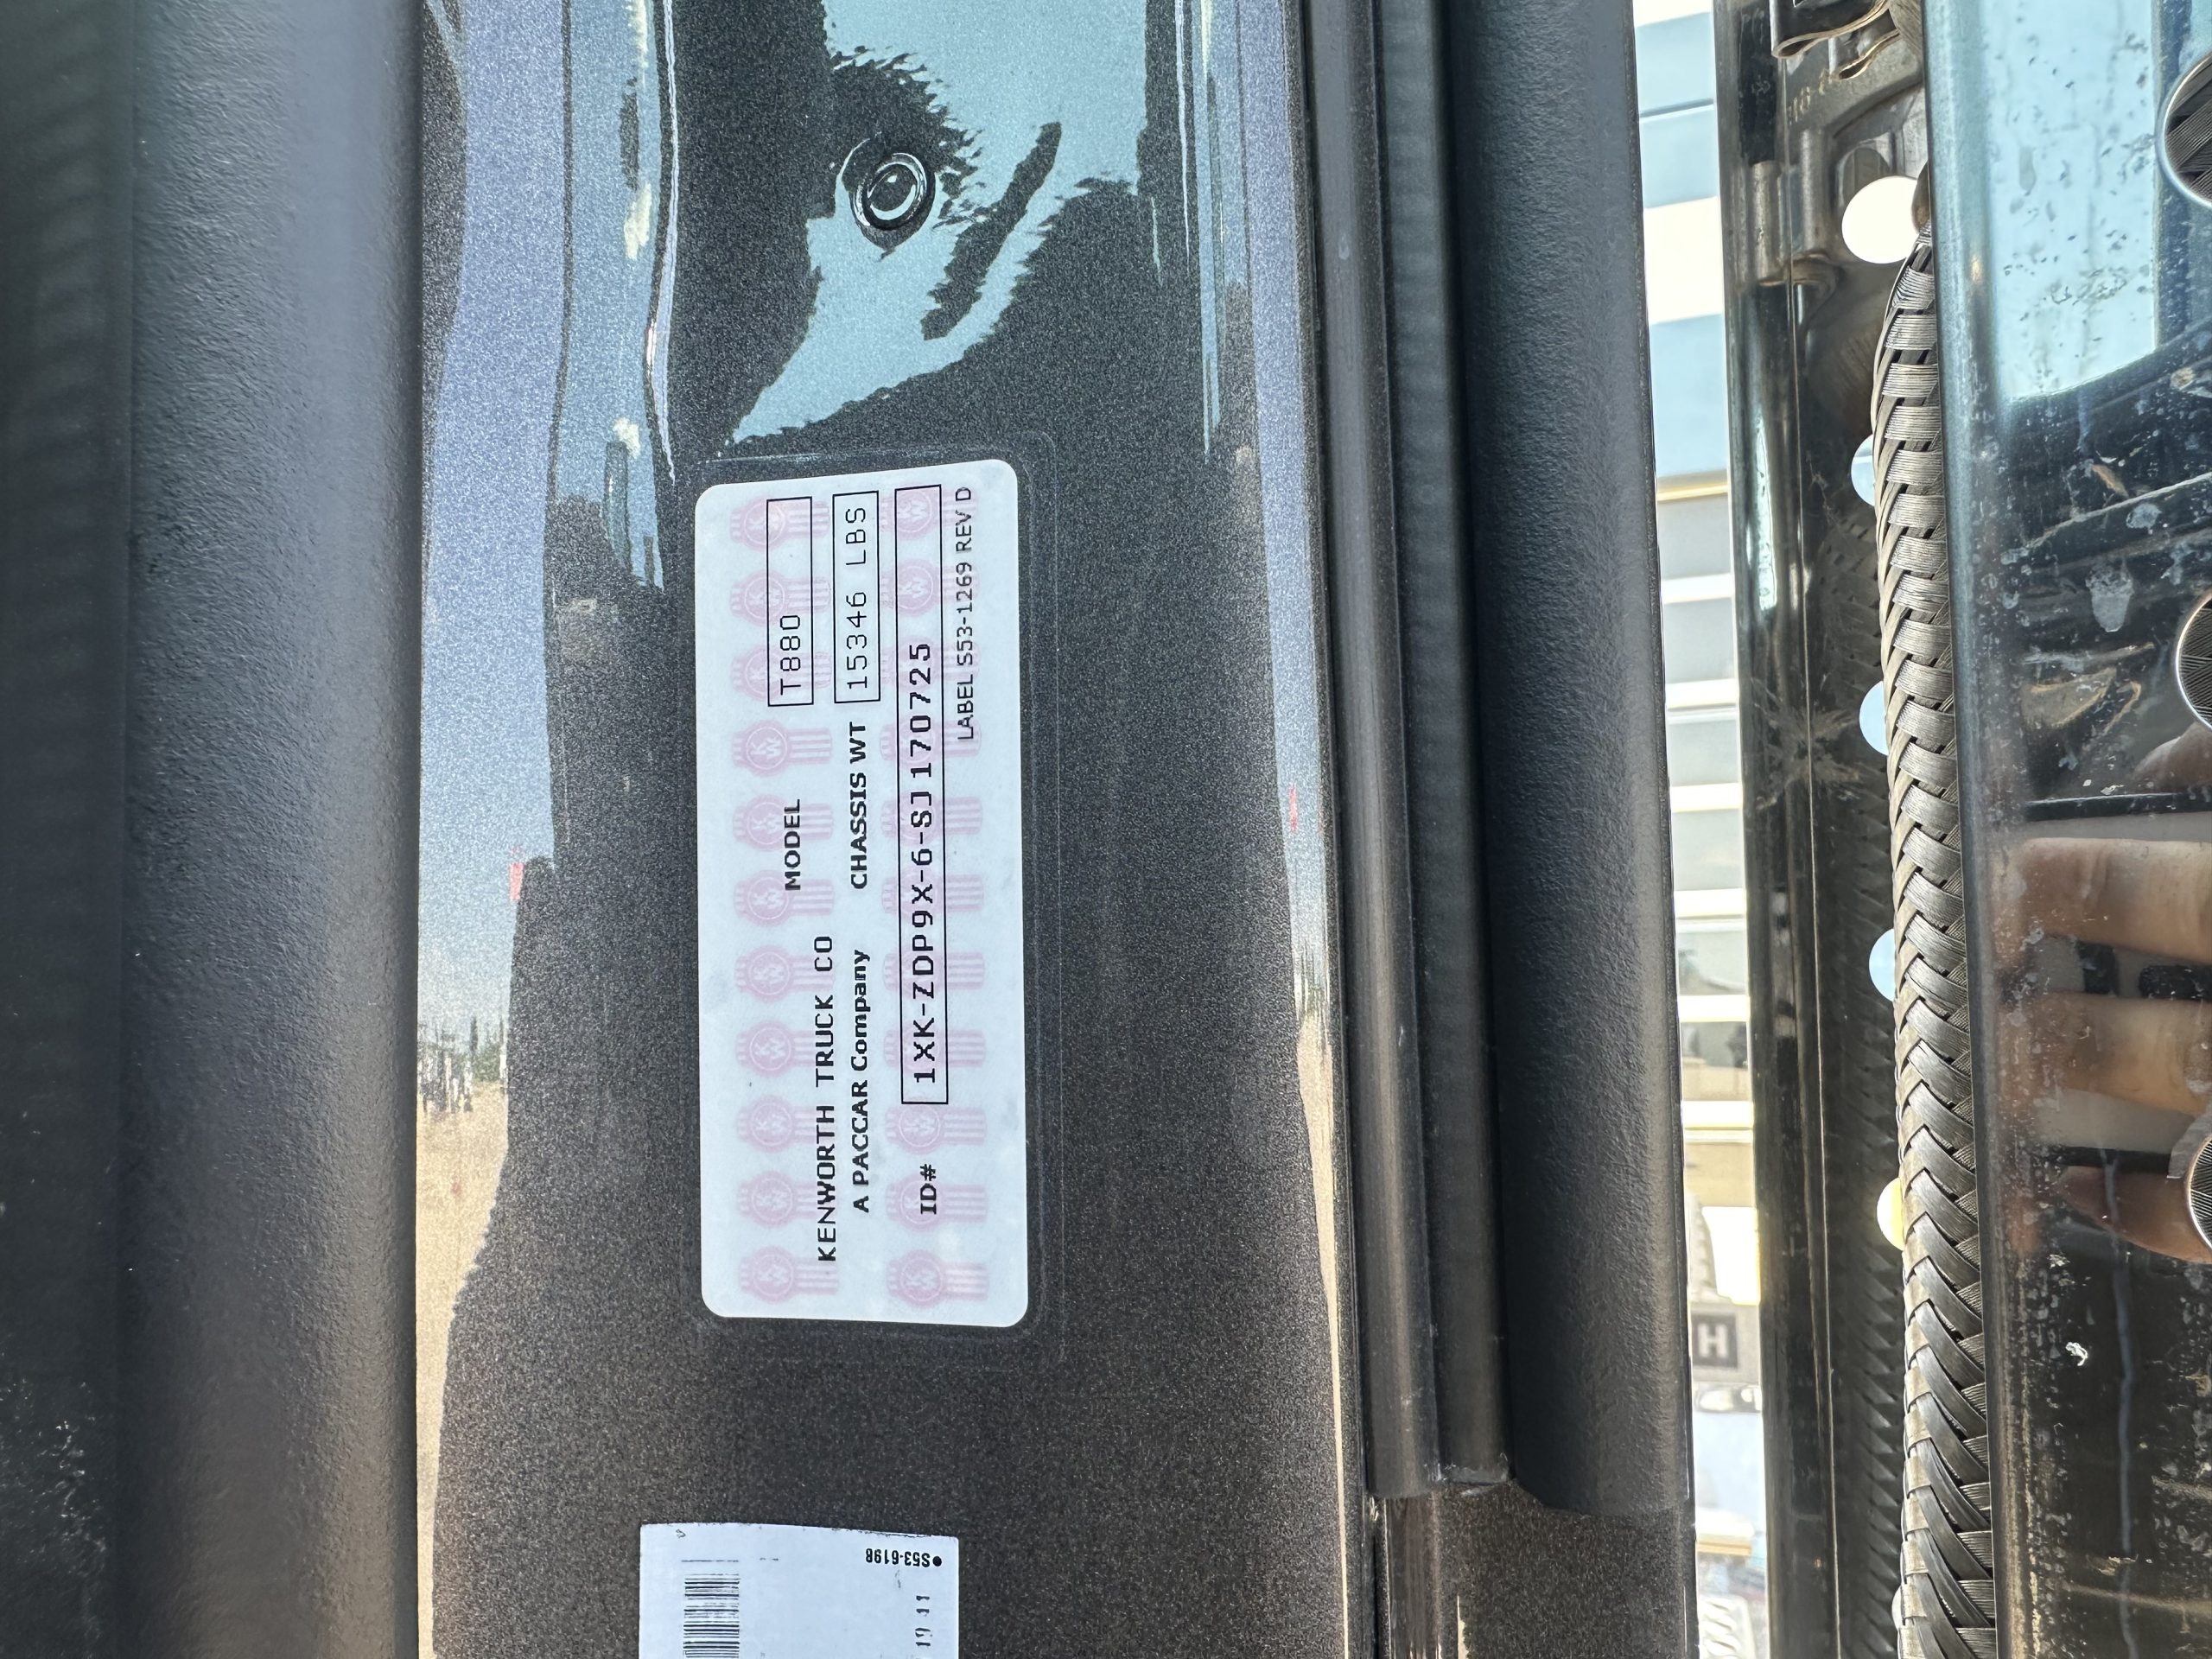 KENWORTH TRUCK CO MODEL T880
A PACCAR Company CHASSIS WT 15346 LBS
ID# 1XK-ZDP9X-6-SJ170725
LABEL S53-1269 REV D
●S53-6198